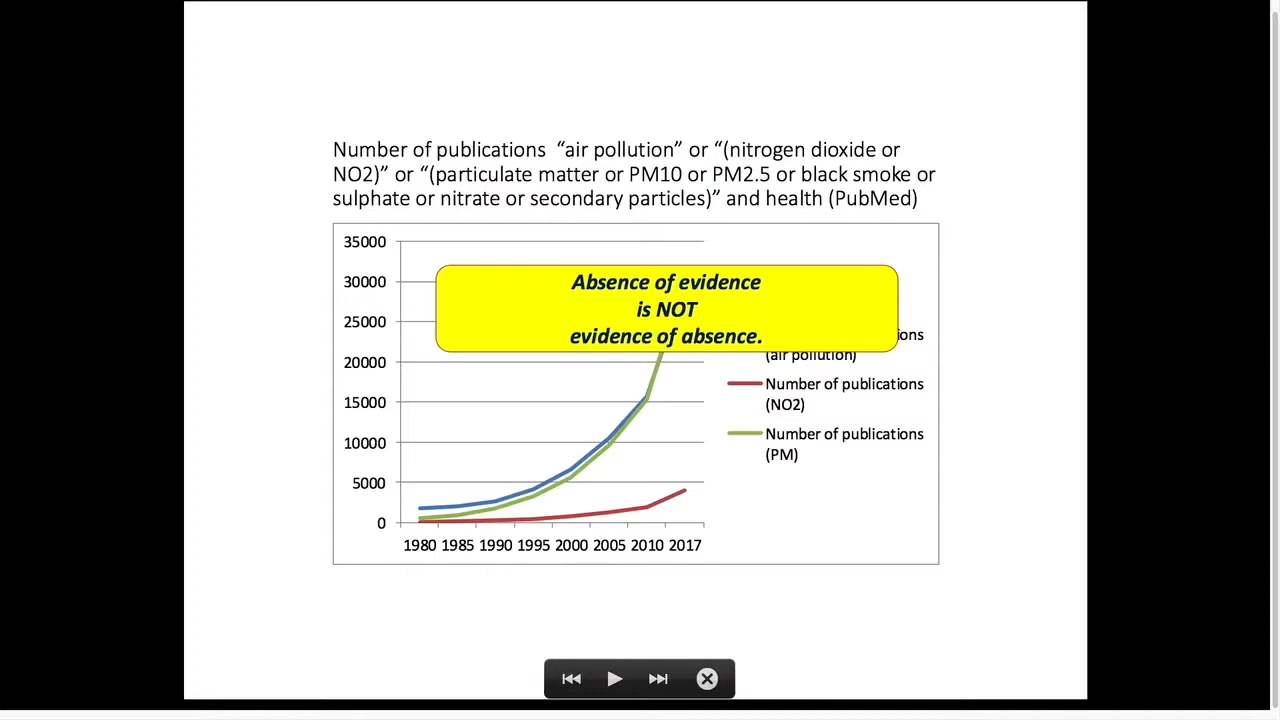 Number of publications “air pollution” or “(nitrogen dioxide or
NO2)” or “(particulate matter or PM10 or PM2.5 or black smoke or
sulphate or nitrate or secondary particles)” and health (PubMed)
35000
30000
25000
20000
15000
10000
5000
0
Absence of evidence
is NOT
evidence of absence.
(air pollution)
Number of publications
(NO2)
Number of publications
(PM)
1980 1985 1990 1995 2000 2005 2010 2017